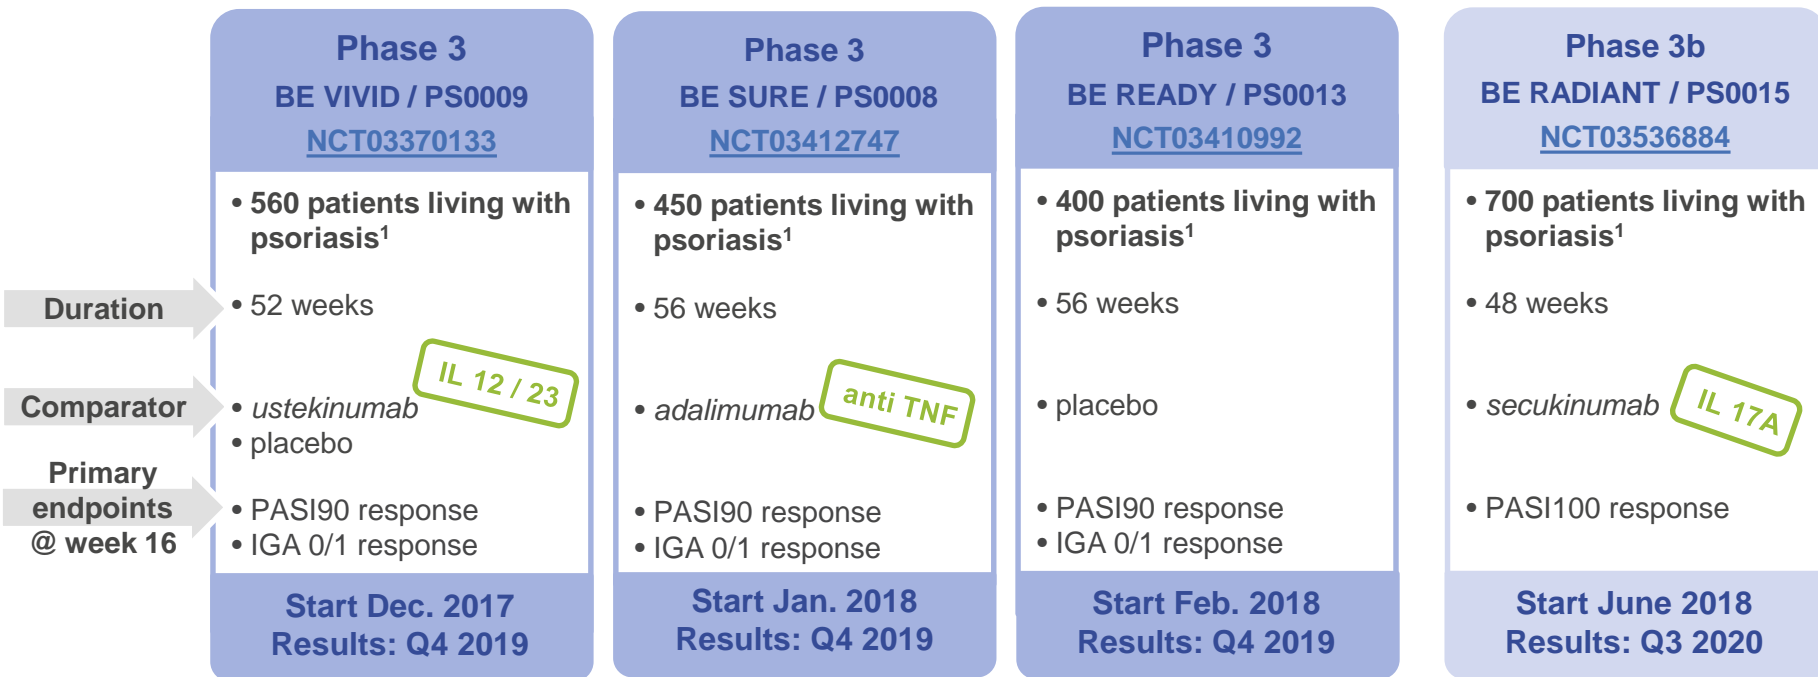 Phase 3
BE VIVID / PS0009
NCT03370133
• 560 patients living with
psoriasis¹
• 52 weeks
IL 12 / 23
• ustekinumab
• placebo
• PASI90 response
• IGA 0/1 response
Start Dec. 2017
Results: Q4 2019
Phase 3
BE SURE / PS0008
NCT03412747
• 450 patients living with
psoriasis¹
• 56 weeks
anti TNF
• adalimumab
• PASI90 response
• IGA 0/1 response
Start Jan. 2018
Results: Q4 2019
Phase 3
BE READY / PS0013
NCT03410992
• 400 patients living with
psoriasis¹
• 56 weeks
• placebo
• PASI90 response
• IGA 0/1 response
Start Feb. 2018
Results: Q4 2019
Phase 3b
BE RADIANT / PS0015
NCT03536884
• 700 patients living with
psoriasis¹
• 48 weeks
• secukinumab
IL 17A
• PASI100 response
Start June 2018
Results: Q3 2020
Duration
Comparator
Primary
endpoints
@ week 16